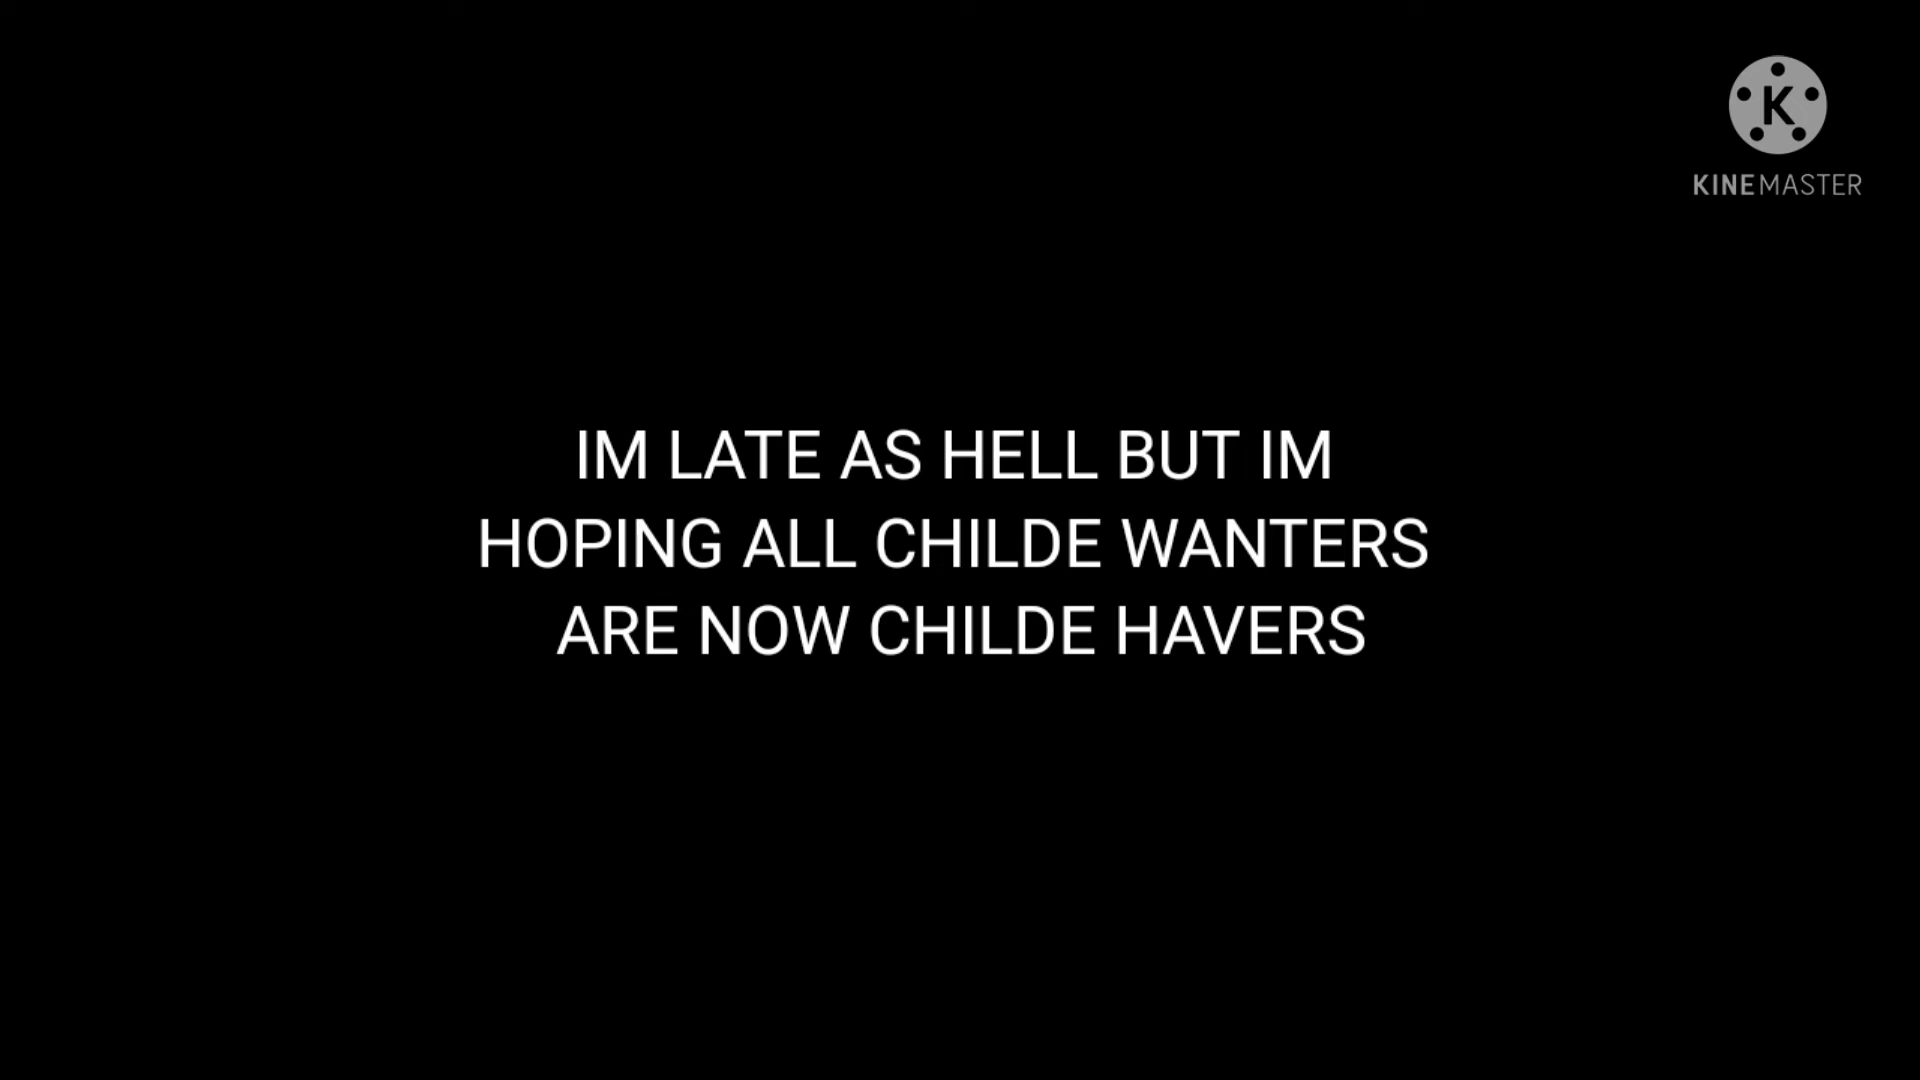 K
KINEMASTER
IM LATE AS HELL BUT IM
HOPING ALL CHILDE WANTERS
ARE NOW CHILDE HAVERS